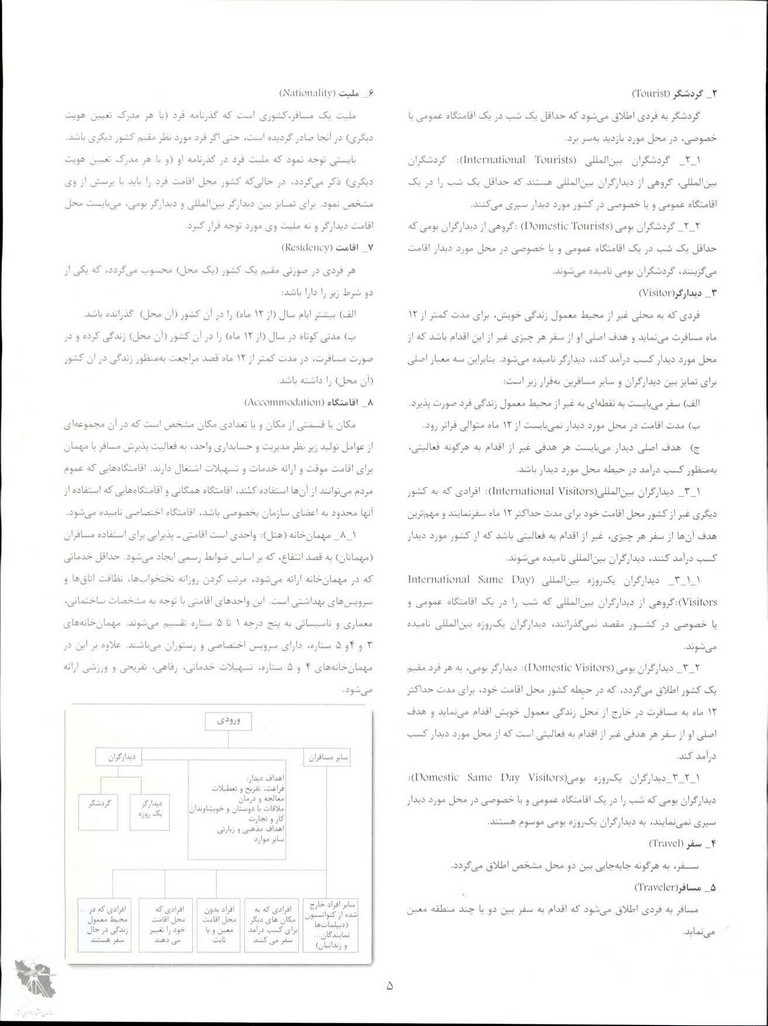 ۲_ گردشگر (Tourist)
گردشگر به فردی اطلاق می‌شود که حداقل یک شب در یک اقامتگاه عمومی یا
خصوصی، در محل مورد بازدید به‌سر برد.
۲_۱_ گردشگران بین‌المللی (International Tourists): گردشگران
بین‌المللی، گروهی از دیدارگران بین‌المللی هستند که حداقل یک شب را در یک
اقامتگاه عمومی و یا خصوصی در کشور مورد دیدار سپری می‌کنند.
۲_۲_ گردشگران بومی (Domestic Tourists) :گروهی از دیدارگران بومی که
حداقل یک شب در یک اقامتگاه عمومی و یا خصوصی در محل مورد دیدار اقامت
می‌گزینند، گردشگران بومی نامیده می‌شوند.
۳_ دیدارگر(Visitor)
فردی که به محلی غیر از محیط معمول زندگی خویش، برای مدت کمتر از ۱۲
ماه مسافرت می‌نماید و هدف اصلی او از سفر هر چیزی غیر از این اقدام باشد که از
محل مورد دیدار کسب درآمد کند، دیدارگر نامیده می‌شود. بنابراین سه معیار اصلی
برای تمایز بین دیدارگران و سایر مسافرین به‌قرار زیر است:
الف) سفر می‌بایست به نقطه‌ای به غیر از محیط معمول زندگی فرد صورت پذیرد.
ب) مدت اقامت در محل مورد دیدار نمی‌بایست از ۱۲ ماه متوالی فراتر رود.
ج) هدف اصلی دیدار می‌بایست هر هدفی غیر از اقدام به هرگونه فعالیتی،
به‌منظور کسب درآمد در حیطه محل مورد دیدار باشد.
۳_۱_ دیدارگران بین‌المللی(International Visitors): افرادی که به کشور
دیگری غیر از کشور محل اقامت خود برای مدت حداکثر ۱۲ ماه سفرنمایند و مهم‌ترین
هدف آن‌ها از سفر هر چیزی، غیر از اقدام به فعالیتی باشد که از کشور مورد دیدار
کسب درآمد کنند، دیدارگران بین‌المللی نامیده می‌شوند.
۳_۱_۱_ دیدارگران یک‌روزه بین‌المللی (International Same Day
Visitors):گروهی از دیدارگران بین‌المللی که شب را در یک اقامتگاه عمومی و
یا خصوصی در کشور مقصد نمی‌گذرانند، دیدارگران یک‌روزه بین‌المللی نامیده
می‌شوند.
۳_۲_ دیدارگران بومی (Domestic Visitors): دیدارگر بومی، به هر فرد مقیم
یک کشور اطلاق می‌گردد، که در حیطه کشور محل اقامت خود، برای مدت حداکثر
۱۲ ماه به مسافرت در خارج از محل زندگی معمول خویش اقدام می‌نماید و هدف
اصلی او از سفر هر هدفی غیر از اقدام به فعالیتی است که از محل مورد دیدار کسب
درآمد کند.
۳_۲_۱_دیدارگران یک‌روزه بومی(Domestic Same Day Visitors):
دیدارگران بومی که شب را در یک اقامتگاه عمومی و یا خصوصی در محل مورد دیدار
سپری نمی‌نمایند، به دیدارگران یک‌روزه بومی موسوم هستند.
۴_ سفر (Travel)
سفر، به هرگونه جابه‌جایی بین دو محل مشخص اطلاق می‌گردد.
۵_ مسافر(Traveler)
مسافر به فردی اطلاق می‌شود که اقدام به سفر بین دو یا چند منطقه معین
می‌نماید.
۶_ ملیت (Nationality)
ملیت یک مسافر،کشوری است که گذرنامه فرد (یا هر مدرک تعیین هویت
دیگری) در آنجا صادر گردیده است، حتی اگر فرد مورد نظر مقیم کشور دیگری باشد.
بایستی توجه نمود که ملیت فرد در گذرنامه او (و یا هر مدرک تعیین هویت
دیگری) ذکر می‌گردد، در حالی‌که کشور محل اقامت فرد را باید با پرسش از وی
مشخص نمود. برای تمایز بین دیدارگر بین‌المللی و دیدارگر بومی، می‌بایست محل
اقامت دیدارگر و نه ملیت وی مورد توجه قرار گیرد.
۷_ اقامت (Residency)
هر فردی در صورتی مقیم یک کشور (یک محل) محسوب می‌گردد، که یکی از
دو شرط زیر را دارا باشد:
الف) بیشتر ایام سال (از ۱۲ ماه) را در آن کشور (آن محل) گذرانده باشد.
ب) مدتی کوتاه در سال (از ۱۲ ماه) را در آن کشور (آن محل) زندگی کرده و در
صورت مسافرت، در مدت کمتر از ۱۲ ماه قصد مراجعت به‌منظور زندگی در آن کشور
(آن محل) را داشته باشد.
۸_ اقامتگاه (Accommodation)
مکان یا قسمتی از مکان و یا تعدادی مکان مشخص است که در آن مجموعه‌ای
از عوامل تولید زیر نظر مدیریت و حسابداری واحد، به فعالیت پذیرش مسافر یا مهمان
برای اقامت موقت و ارائه خدمات و تسهیلات اشتغال دارند. اقامتگاه‌هایی که عموم
مردم می‌توانند از آن‌ها استفاده کنند، اقامتگاه همگانی و اقامتگاه‌هایی که استفاده از
آنها محدود به اعضای سازمان بخصوصی باشد، اقامتگاه اختصاصی نامیده می‌شود.
۸_۱_ مهمان‌خانه (هتل): واحدی است اقامتی ـ پذیرایی برای استفاده مسافران
(مهمانان) به قصد انتفاع، که بر اساس ضوابط رسمی ایجاد می‌شود. حداقل خدماتی
که در مهمان‌خانه ارائه می‌شود، مرتب کردن روزانه تختخواب‌ها، نظافت اتاق‌ها و
سرویس‌های بهداشتی است. این واحدهای اقامتی با توجه به مشخصات ساختمانی،
معماری و تاسیساتی به پنج درجه ۱ تا ۵ ستاره تقسیم می‌شوند. مهمان‌خانه‌های
۳ و ۴و ۵ ستاره، دارای سرویس اختصاصی و رستوران می‌باشند. علاوه بر این در
مهمان‌خانه‌های ۴ و ۵ ستاره، تسهیلات خدماتی، رفاهی، تفریحی و ورزشی ارائه
می‌شود.
ورودی
سایر مسافران
دیدارگران
اهداف دیدار:
فراغت، تفریح و تعطیلات
معالجه و درمان
ملاقات با دوستان و خویشاوندان
کار و تجارت
اهداف مذهبی و زیارتی
سایر موارد
دیدارگر
یک روزه
گردشگر
سایر افراد خارج
شده از کنوانسیون
(دیپلمات‌ها
نمایندگان...
و زندانیان)
افرادی که به
مکان های دیگر
برای کسب درآمد
سفر می کنند
افراد بدون
محل اقامت
معین و یا
ثابت
افرادی که
محل اقامت
خود را تغییر
می دهند
افرادی که در ...
محیط معمول
زندگی در حال
سفر هستند
۵